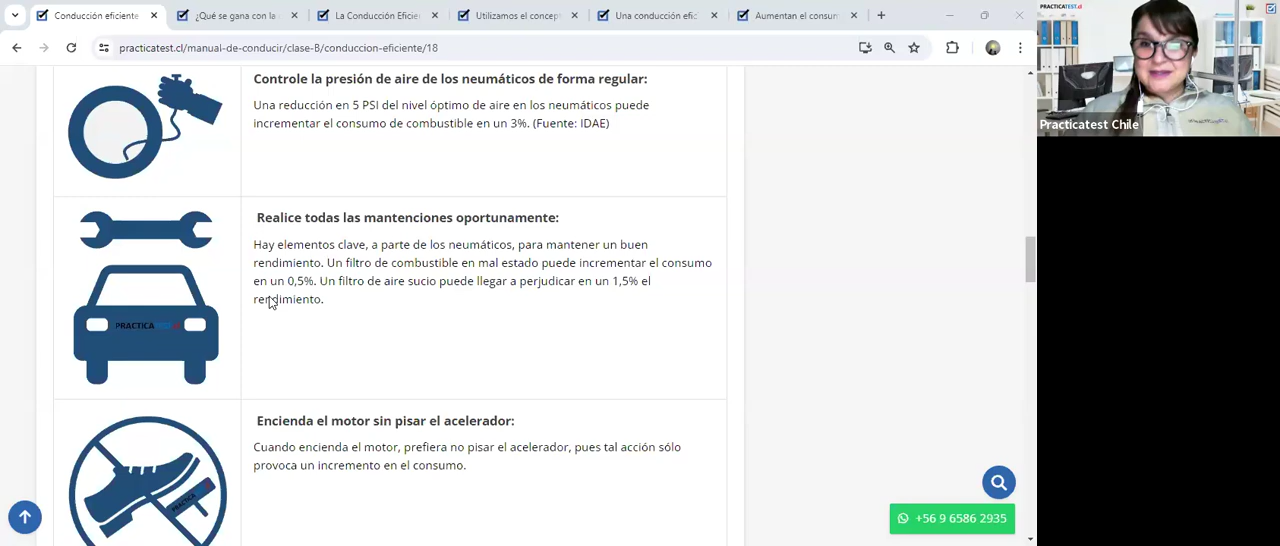 Conducción eficiente
¿Qué se gana con la
La Conducción Eficie
Utilizamos el concep
Una conducción efic
Aumentan el consum
practicatest.cl/manual-de-conducir/clase-B/conduccion-eficiente/18
PRACTICATEST.cl
Practicatest Chile
Controle la presión de aire de los neumáticos de forma regular:
Una reducción en 5 PSI del nivel óptimo de aire en los neumáticos puede
incrementar el consumo de combustible en un 3%. (Fuente: IDAE)
Realice todas las mantenciones oportunamente:
Hay elementos clave, a parte de los neumáticos, para mantener un buen
rendimiento. Un filtro de combustible en mal estado puede incrementar el consumo
en un 0,5%. Un filtro de aire sucio puede llegar a perjudicar en un 1,5% el
rendimiento.
PRACTICATEST.cl
Encienda el motor sin pisar el acelerador:
Cuando encienda el motor, prefiera no pisar el acelerador, pues tal acción sólo
provoca un incremento en el consumo.
+56 9 6586 2935